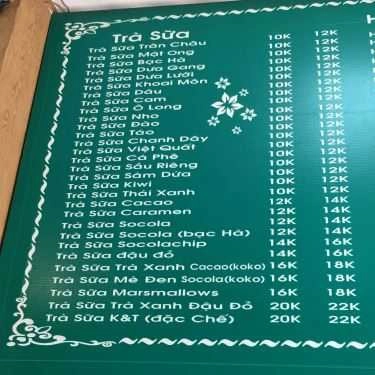 Trà Sữa
Trà Sữa Trân Châu 10K 12K
Trà Sữa Mật Ong 10K 12K
Trà Sữa Bạc Hà 10K 12K
Trà Sữa Dưa Gang 10K 12K
Trà Sữa Dưa Lưới 10K 12K
Trà Sữa Khoai Môn 10K 12K
Trà Sữa Dâu 10K 12K
Trà Sữa Cam 10K 12K
Trà Sữa Ô Long 10K 12K
Trà Sữa Nho 10K 12K
Trà Sữa Đào 10K 12K
Trà Sữa Táo 10K 12K
Trà Sữa Chanh Dây 10K 12K
Trà Sữa Việt Quất 10K 12K
Trà Sữa Cà Phê 10K 12K
Trà Sữa Sầu Riêng 10K 12K
Trà Sữa Sâm Dứa 10K 12K
Trà Sữa Kiwi 10K 12K
Trà Sữa Thái Xanh 10K 12K
Trà Sữa Cacao 12K 14K
Trà Sữa Caramen 12K 14K
Trà Sữa Socola 12K 14K
Trà Sữa Socola (bạc Hà) 12K 14K
Trà Sữa Socolachip 14K 16K
Trà Sữa đậu đỏ 14K 16K
Trà Sữa Trà Xanh Cacao(koko) 16K 18K
Trà Sữa Mè Đen Socola(koko) 16K 18K
Trà Sữa Marsmallows 16K 18K
Trà Sữa Trà Xanh Đậu Đỏ 20K 22K
Trà Sữa K&T (đặc Chế) 20K 22K